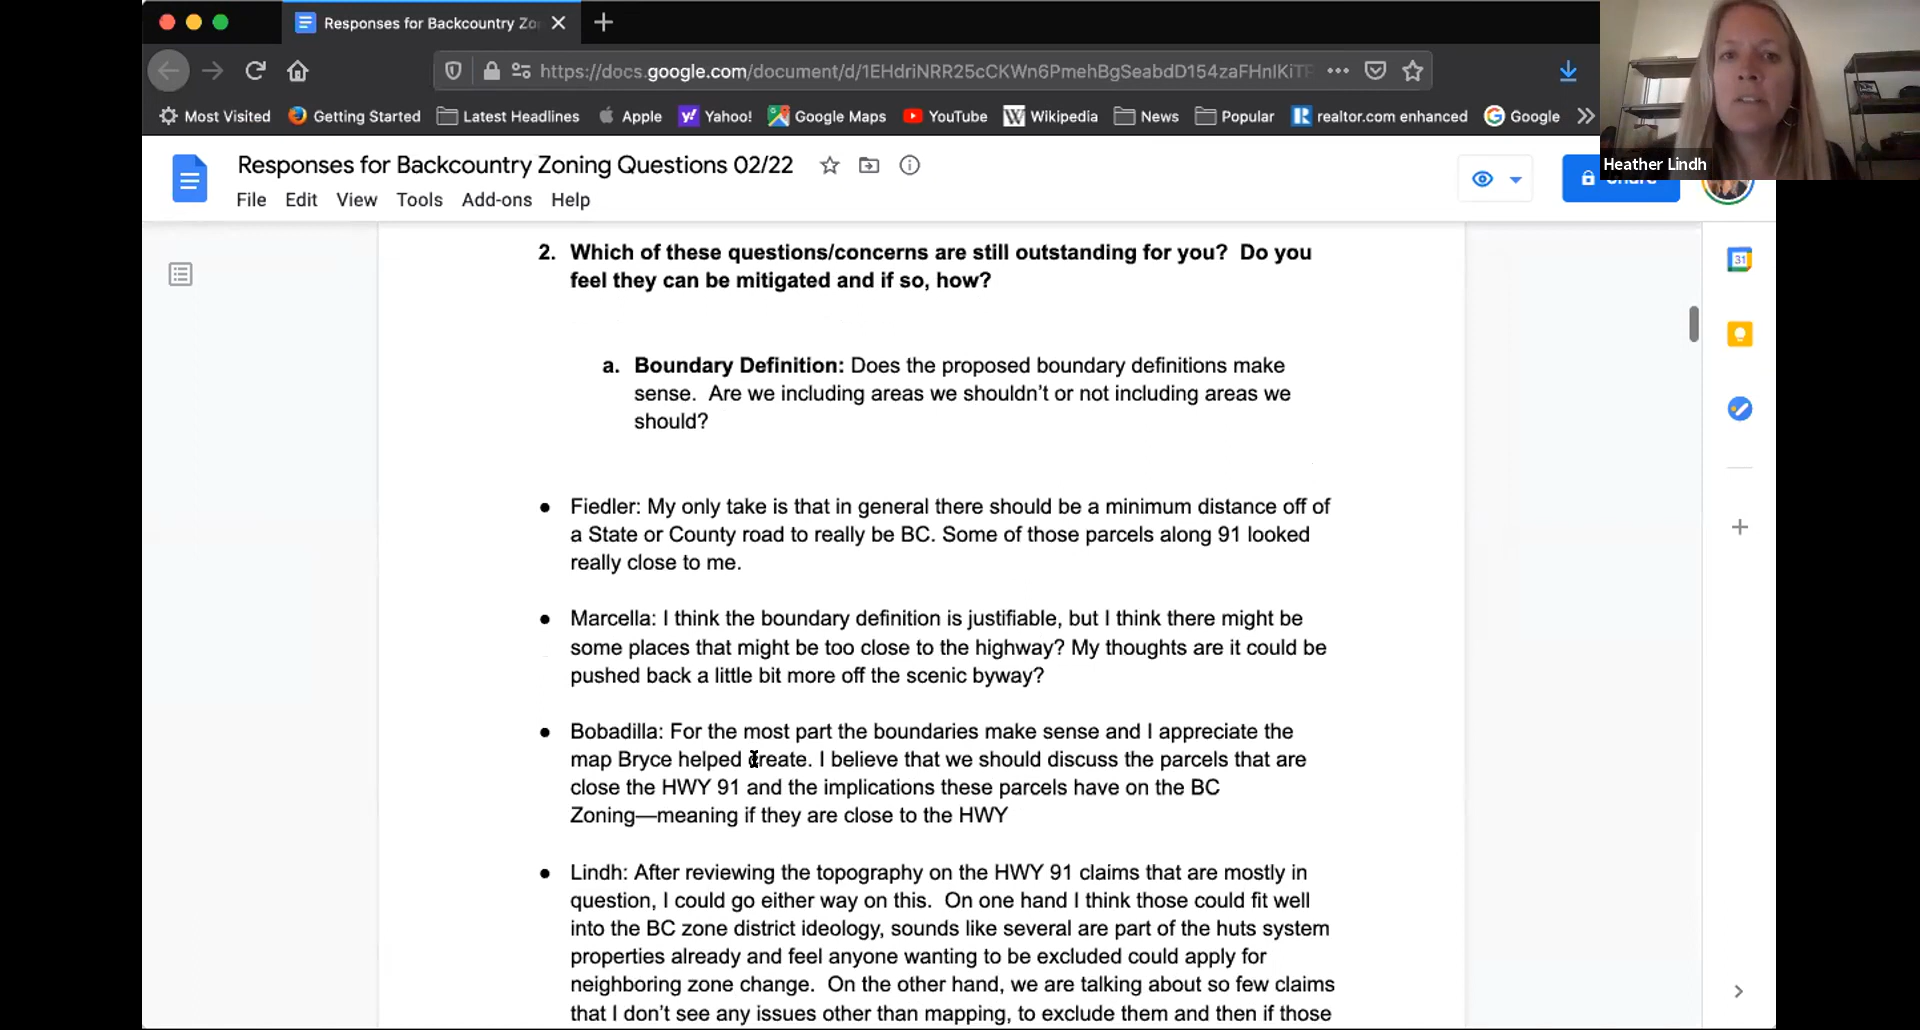 Responses for Backcountry Zo
https://docs.google.com/document/d/1EHdriNRR25cCKWn6PmehBgSeabdD154zaFHnIKiTF
Most Visited Getting Started Latest Headlines Apple Yahoo! Google Maps YouTube Wikipedia News Popular realtor.com enhanced Google
Heather Lindh
Responses for Backcountry Zoning Questions 02/22
Share
File Edit View Tools Add-ons Help
31
2. Which of these questions/concerns are still outstanding for you? Do you
feel they can be mitigated and if so, how?
a. Boundary Definition: Does the proposed boundary definitions make
sense. Are we including areas we shouldn't or not including areas we
should?
● Fiedler: My only take is that in general there should be a minimum distance off of
a State or County road to really be BC. Some of those parcels along 91 looked
really close to me.
● Marcella: I think the boundary definition is justifiable, but I think there might be
some places that might be too close to the highway? My thoughts are it could be
pushed back a little bit more off the scenic byway?
● Bobadilla: For the most part the boundaries make sense and I appreciate the
map Bryce helped create. I believe that we should discuss the parcels that are
close the HWY 91 and the implications these parcels have on the BC
Zoning—meaning if they are close to the HWY
● Lindh: After reviewing the topography on the HWY 91 claims that are mostly in
question, I could go either way on this. On one hand I think those could fit well
into the BC zone district ideology, sounds like several are part of the huts system
properties already and feel anyone wanting to be excluded could apply for
neighboring zone change. On the other hand, we are talking about so few claims
that I don't see any issues other than mapping, to exclude them and then if those